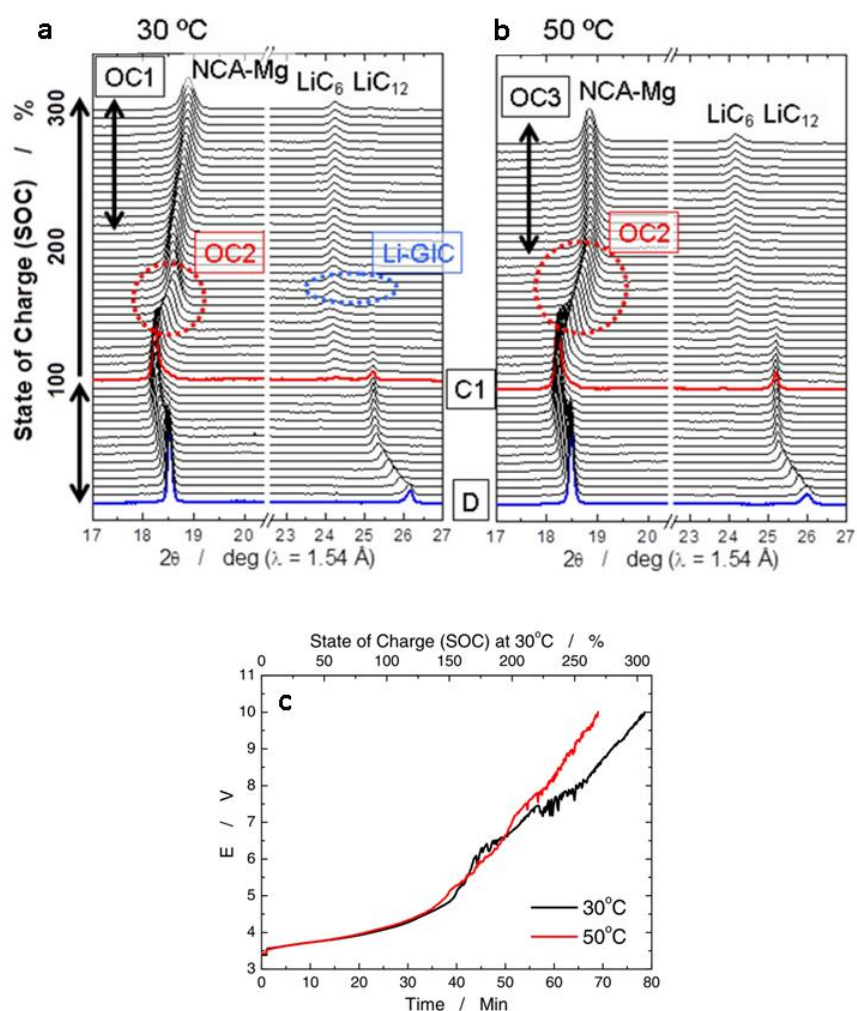 a 30 ºC
OC1
NCA-Mg
LiC6 LiC12
OC2
Li-GIC
State of Charge (SOC) / %
300
200
100
17 18 19 23 24 25 26 27
2θ / deg (λ = 1.54 Å)
b 50 ºC
OC3
NCA-Mg
LiC6 LiC12
OC2
C1
D
17 18 19 23 24 25 26 27
2θ / deg (λ = 1.54 Å)
State of Charge (SOC) at 30°C / %
0 50 100 150 200 250 300
c
11
10
9
8
7
6
5
4
3
E / V
30°C
50°C
0 10 20 30 40 50 60 70 80
Time / Min